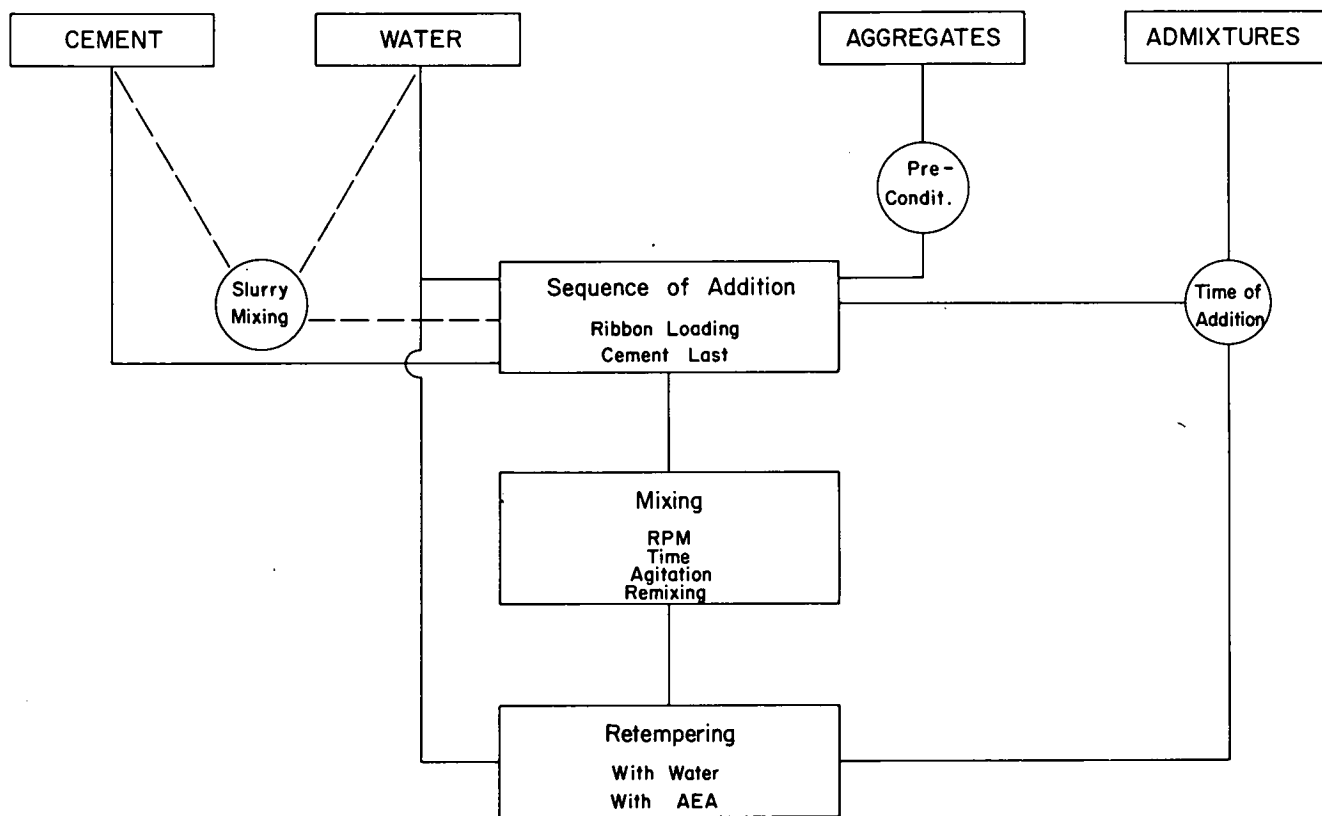 CEMENT
WATER
AGGREGATES
ADMIXTURES
Pre-
Condit.
Slurry
Mixing
Sequence of Addition
Ribbon Loading
Cement Last
Time of
Addition
Mixing
RPM
Time
Agitation
Remixing
Retempering
With Water
With AEA